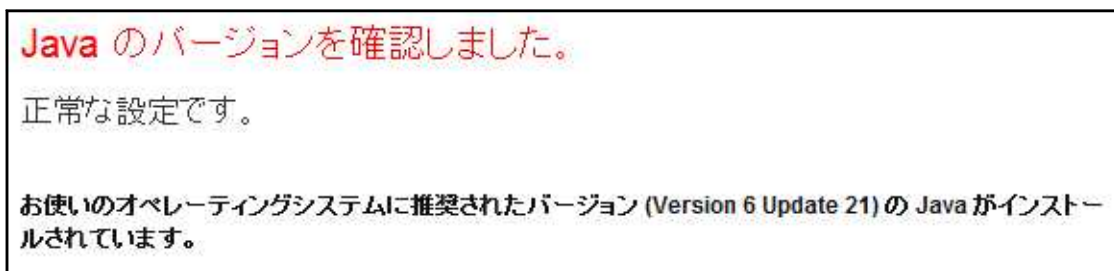 Java のバージョンを確認しました。
正常な設定です。
お使いのオペレーティングシステムに推奨されたバージョン (Version 6 Update 21) の Java がインストー
ルされています。